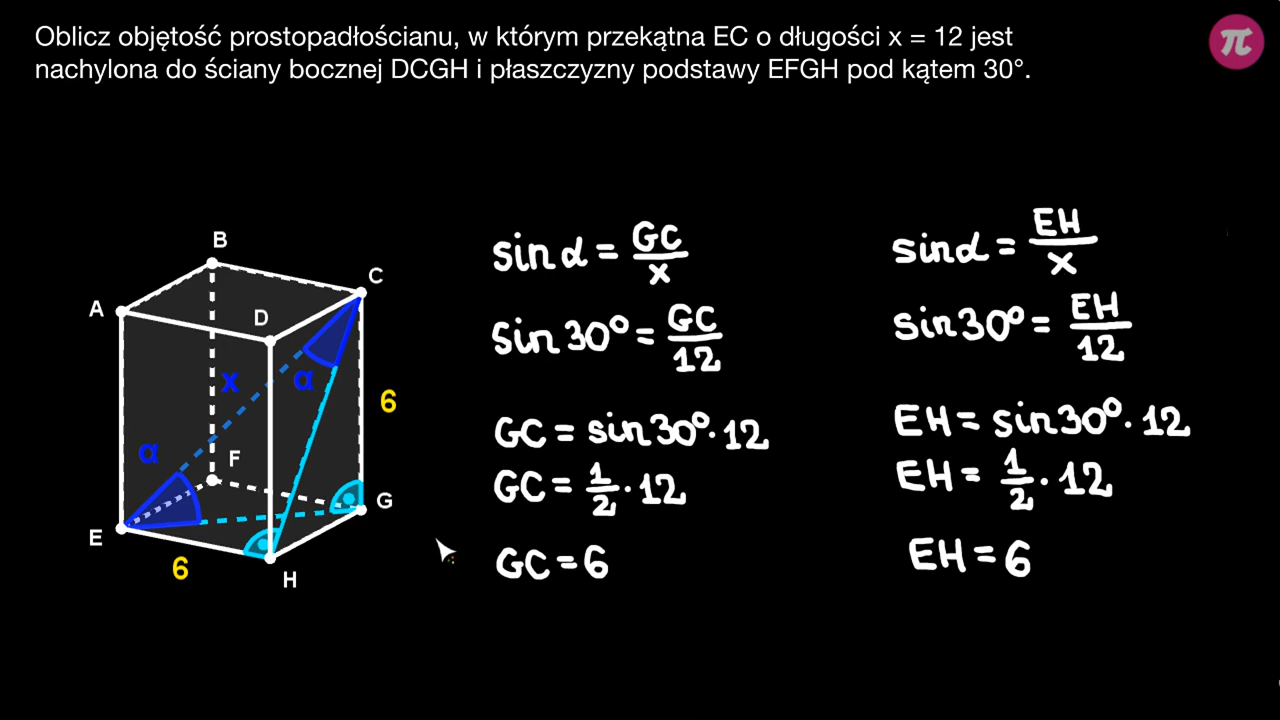 Oblicz objętość prostopadłościanu, w którym przekątna EC o długości x = 12 jest
nachylona do ściany bocznej DCGH i płaszczyzny podstawy EFGH pod kątem 30°.
π
B
C
A
D
x
α
6
α
F
G
E
6
H
sin α = GC/x
sin 30° = GC/12
GC = sin 30° · 12
GC = 1/2 · 12
GC = 6
sin α = EH/x
sin 30° = EH/12
EH = sin 30° · 12
EH = 1/2 · 12
EH = 6